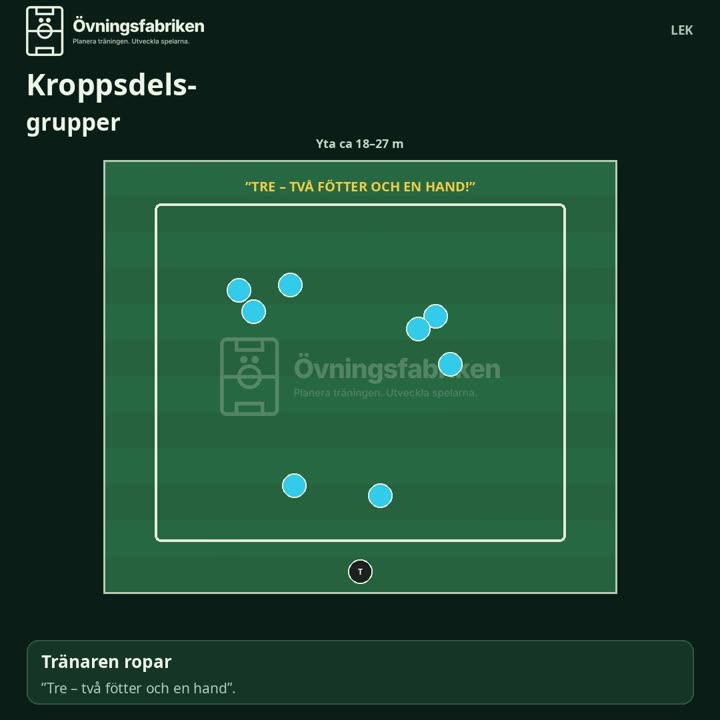 Övningsfabriken
Planera träningen. Utveckla spelarna.
LEK
Kroppsdels-
grupper
Yta ca 18–27 m
”TRE – TVÅ FÖTTER OCH EN HAND!”
Övningsfabriken
Planera träningen. Utveckla spelarna.
T
Tränaren ropar
”Tre – två fötter och en hand”.